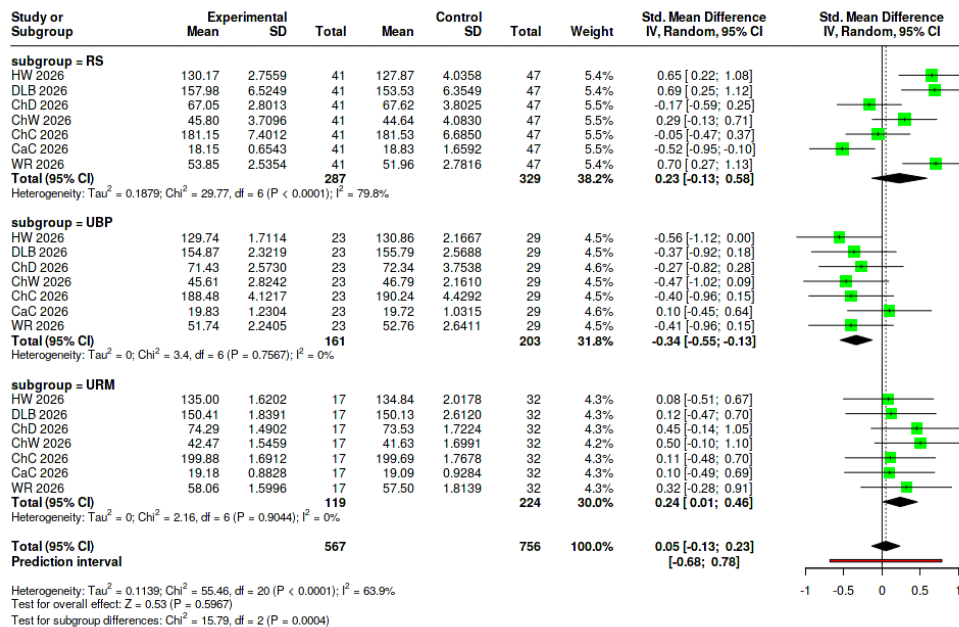 Study or Experimental Control Std. Mean Difference Std. Mean Difference
Subgroup Mean SD Total Mean SD Total Weight IV, Random, 95% CI IV, Random, 95% CI
subgroup = RS
HW 2026 130.17 2.7559 41 127.87 4.0358 47 5.4% 0.65 [0.22; 1.08]
DLB 2026 157.98 6.5249 41 153.53 6.3549 47 5.4% 0.69 [0.25; 1.12]
ChD 2026 67.05 2.8013 41 67.62 3.8025 47 5.5% -0.17 [-0.59; 0.25]
ChW 2026 45.80 3.7096 41 44.64 4.0830 47 5.5% 0.29 [-0.13; 0.71]
ChC 2026 181.15 7.4012 41 181.53 6.6850 47 5.5% -0.05 [-0.47; 0.37]
CaC 2026 18.15 0.6543 41 18.83 1.6592 47 5.4% -0.52 [-0.95; -0.10]
WR 2026 53.85 2.5354 41 51.96 2.7816 47 5.4% 0.70 [0.27; 1.13]
Total (95% CI) 287 329 38.2% 0.23 [-0.13; 0.58]
Heterogeneity: Tau² = 0.1879; Chi² = 29.77, df = 6 (P < 0.0001); I² = 79.8%
subgroup = UBP
HW 2026 129.74 1.7114 23 130.86 2.1667 29 4.5% -0.56 [-1.12; 0.00]
DLB 2026 154.87 2.3219 23 155.79 2.5688 29 4.5% -0.37 [-0.92; 0.18]
ChD 2026 71.43 2.5730 23 72.34 3.7538 29 4.6% -0.27 [-0.82; 0.28]
ChW 2026 45.61 2.8242 23 46.79 2.1610 29 4.5% -0.47 [-1.02; 0.09]
ChC 2026 188.48 4.1217 23 190.24 4.4292 29 4.5% -0.40 [-0.96; 0.15]
CaC 2026 19.83 1.2304 23 19.72 1.0315 29 4.6% 0.10 [-0.45; 0.64]
WR 2026 51.74 2.2405 23 52.76 2.6411 29 4.5% -0.41 [-0.96; 0.15]
Total (95% CI) 161 203 31.8% -0.34 [-0.55; -0.13]
Heterogeneity: Tau² = 0; Chi² = 3.4, df = 6 (P = 0.7567); I² = 0%
subgroup = URM
HW 2026 135.00 1.6202 17 134.84 2.0178 32 4.3% 0.08 [-0.51; 0.67]
DLB 2026 150.41 1.8391 17 150.13 2.6120 32 4.3% 0.12 [-0.47; 0.70]
ChD 2026 74.29 1.4902 17 73.53 1.7224 32 4.3% 0.45 [-0.14; 1.05]
ChW 2026 42.47 1.5459 17 41.63 1.6991 32 4.2% 0.50 [-0.10; 1.10]
ChC 2026 199.88 1.6912 17 199.69 1.7678 32 4.3% 0.11 [-0.48; 0.70]
CaC 2026 19.18 0.8828 17 19.09 0.9284 32 4.3% 0.10 [-0.49; 0.69]
WR 2026 58.06 1.5996 17 57.50 1.8139 32 4.3% 0.32 [-0.28; 0.91]
Total (95% CI) 119 224 30.0% 0.24 [0.01; 0.46]
Heterogeneity: Tau² = 0; Chi² = 2.16, df = 6 (P = 0.9044); I² = 0%
Total (95% CI) 567 756 100.0% 0.05 [-0.13; 0.23]
Prediction interval [-0.68; 0.78]
-1 -0.5 0 0.5 1
Heterogeneity: Tau² = 0.1139; Chi² = 55.46, df = 20 (P < 0.0001); I² = 63.9%
Test for overall effect: Z = 0.53 (P = 0.5967)
Test for subgroup differences: Chi² = 15.79, df = 2 (P = 0.0004)